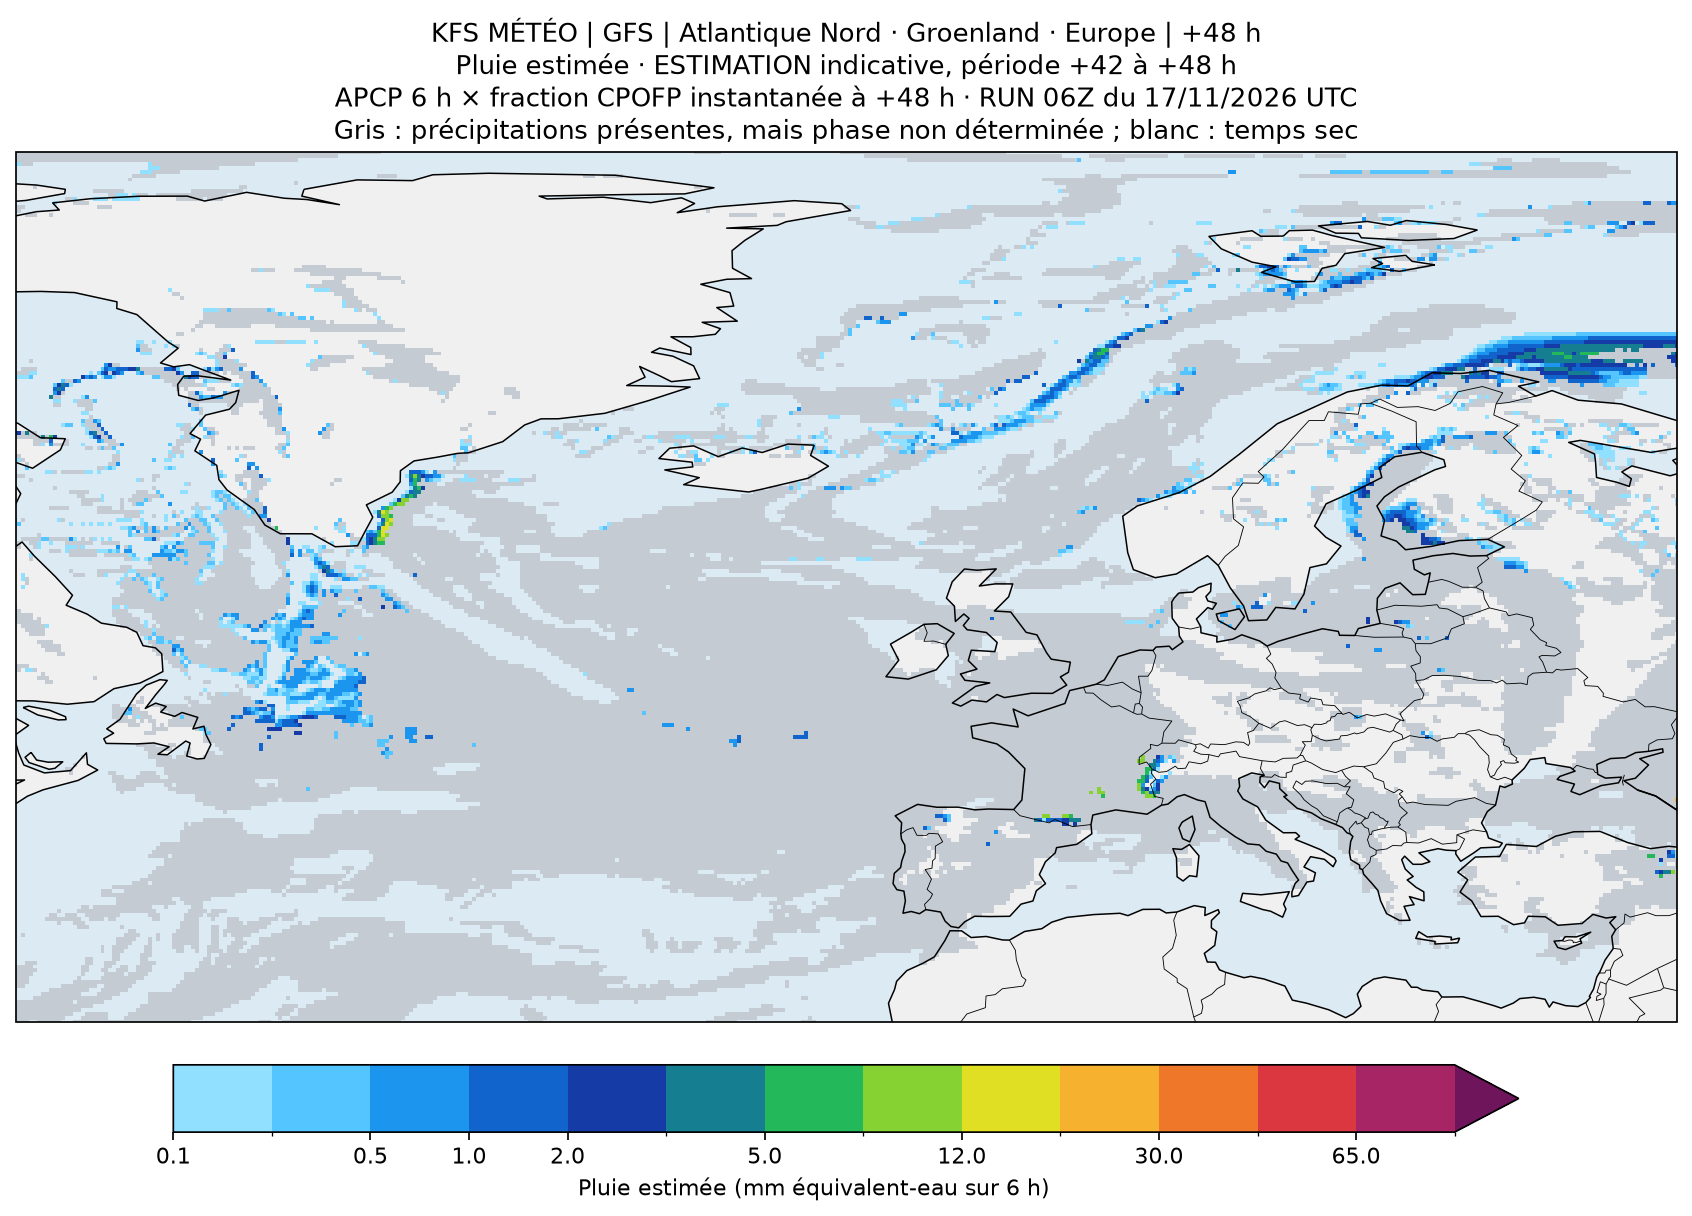 KFS MÉTÉO | GFS | Atlantique Nord · Groenland · Europe | +48 h
Pluie estimée · ESTIMATION indicative, période +42 à +48 h
APCP 6 h × fraction CPOFP instantanée à +48 h · RUN 06Z du 17/11/2026 UTC
Gris : précipitations présentes, mais phase non déterminée ; blanc : temps sec
0.1 0.5 1.0 2.0 5.0 12.0 30.0 65.0
Pluie estimée (mm équivalent-eau sur 6 h)